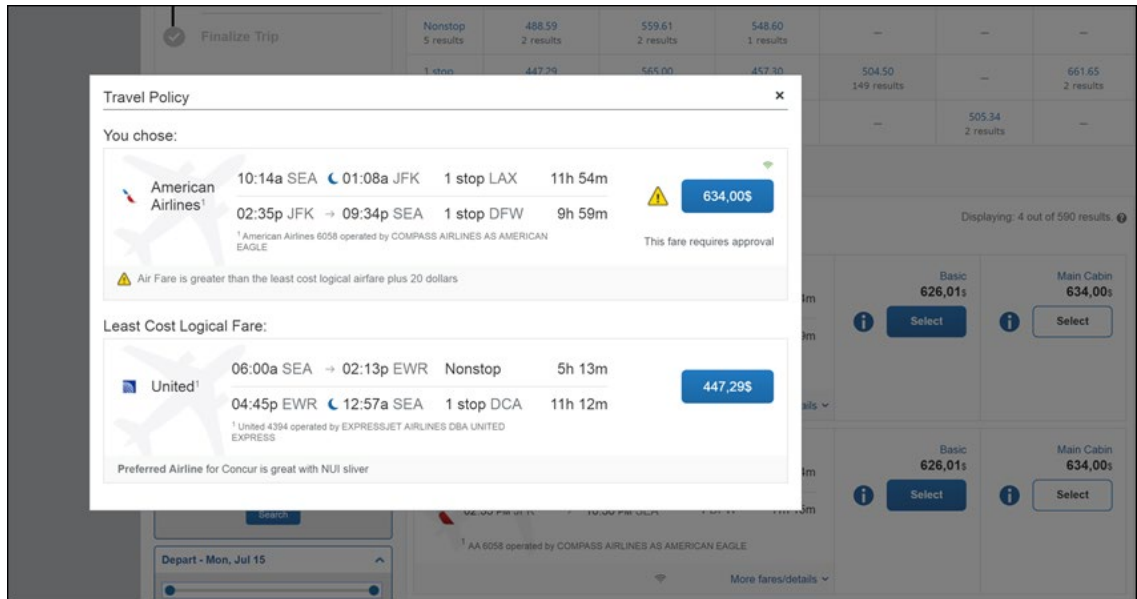 Finalize Trip
Nonstop 488.59 559.61 548.60 — — —
5 results 2 results 2 results 1 results
1 stop 447.29 565.00 457.30 504.50 — 661.65
149 results 2 results
— 505.34 —
2 results
Travel Policy ×
You chose:
American Airlines¹
10:14a SEA 01:08a JFK 1 stop LAX 11h 54m
02:35p JFK → 09:34p SEA 1 stop DFW 9h 59m
¹ American Airlines 6058 operated by COMPASS AIRLINES AS AMERICAN
EAGLE
634,00$
This fare requires approval
Air Fare is greater than the least cost logical airfare plus 20 dollars
Least Cost Logical Fare:
United¹
06:00a SEA → 02:13p EWR Nonstop 5h 13m
04:45p EWR 12:57a SEA 1 stop DCA 11h 12m
¹ United 4394 operated by EXPRESSJET AIRLINES DBA UNITED
EXPRESS
447,29$
Preferred Airline for Concur is great with NUI sliver
Displaying: 4 out of 590 results.
Basic Main Cabin
626,01$ 634,00$
Select Select
Basic Main Cabin
626,01$ 634,00$
Select Select
Search
¹ AA 6058 operated by COMPASS AIRLINES AS AMERICAN EAGLE
Depart - Mon, Jul 15
More fares/details